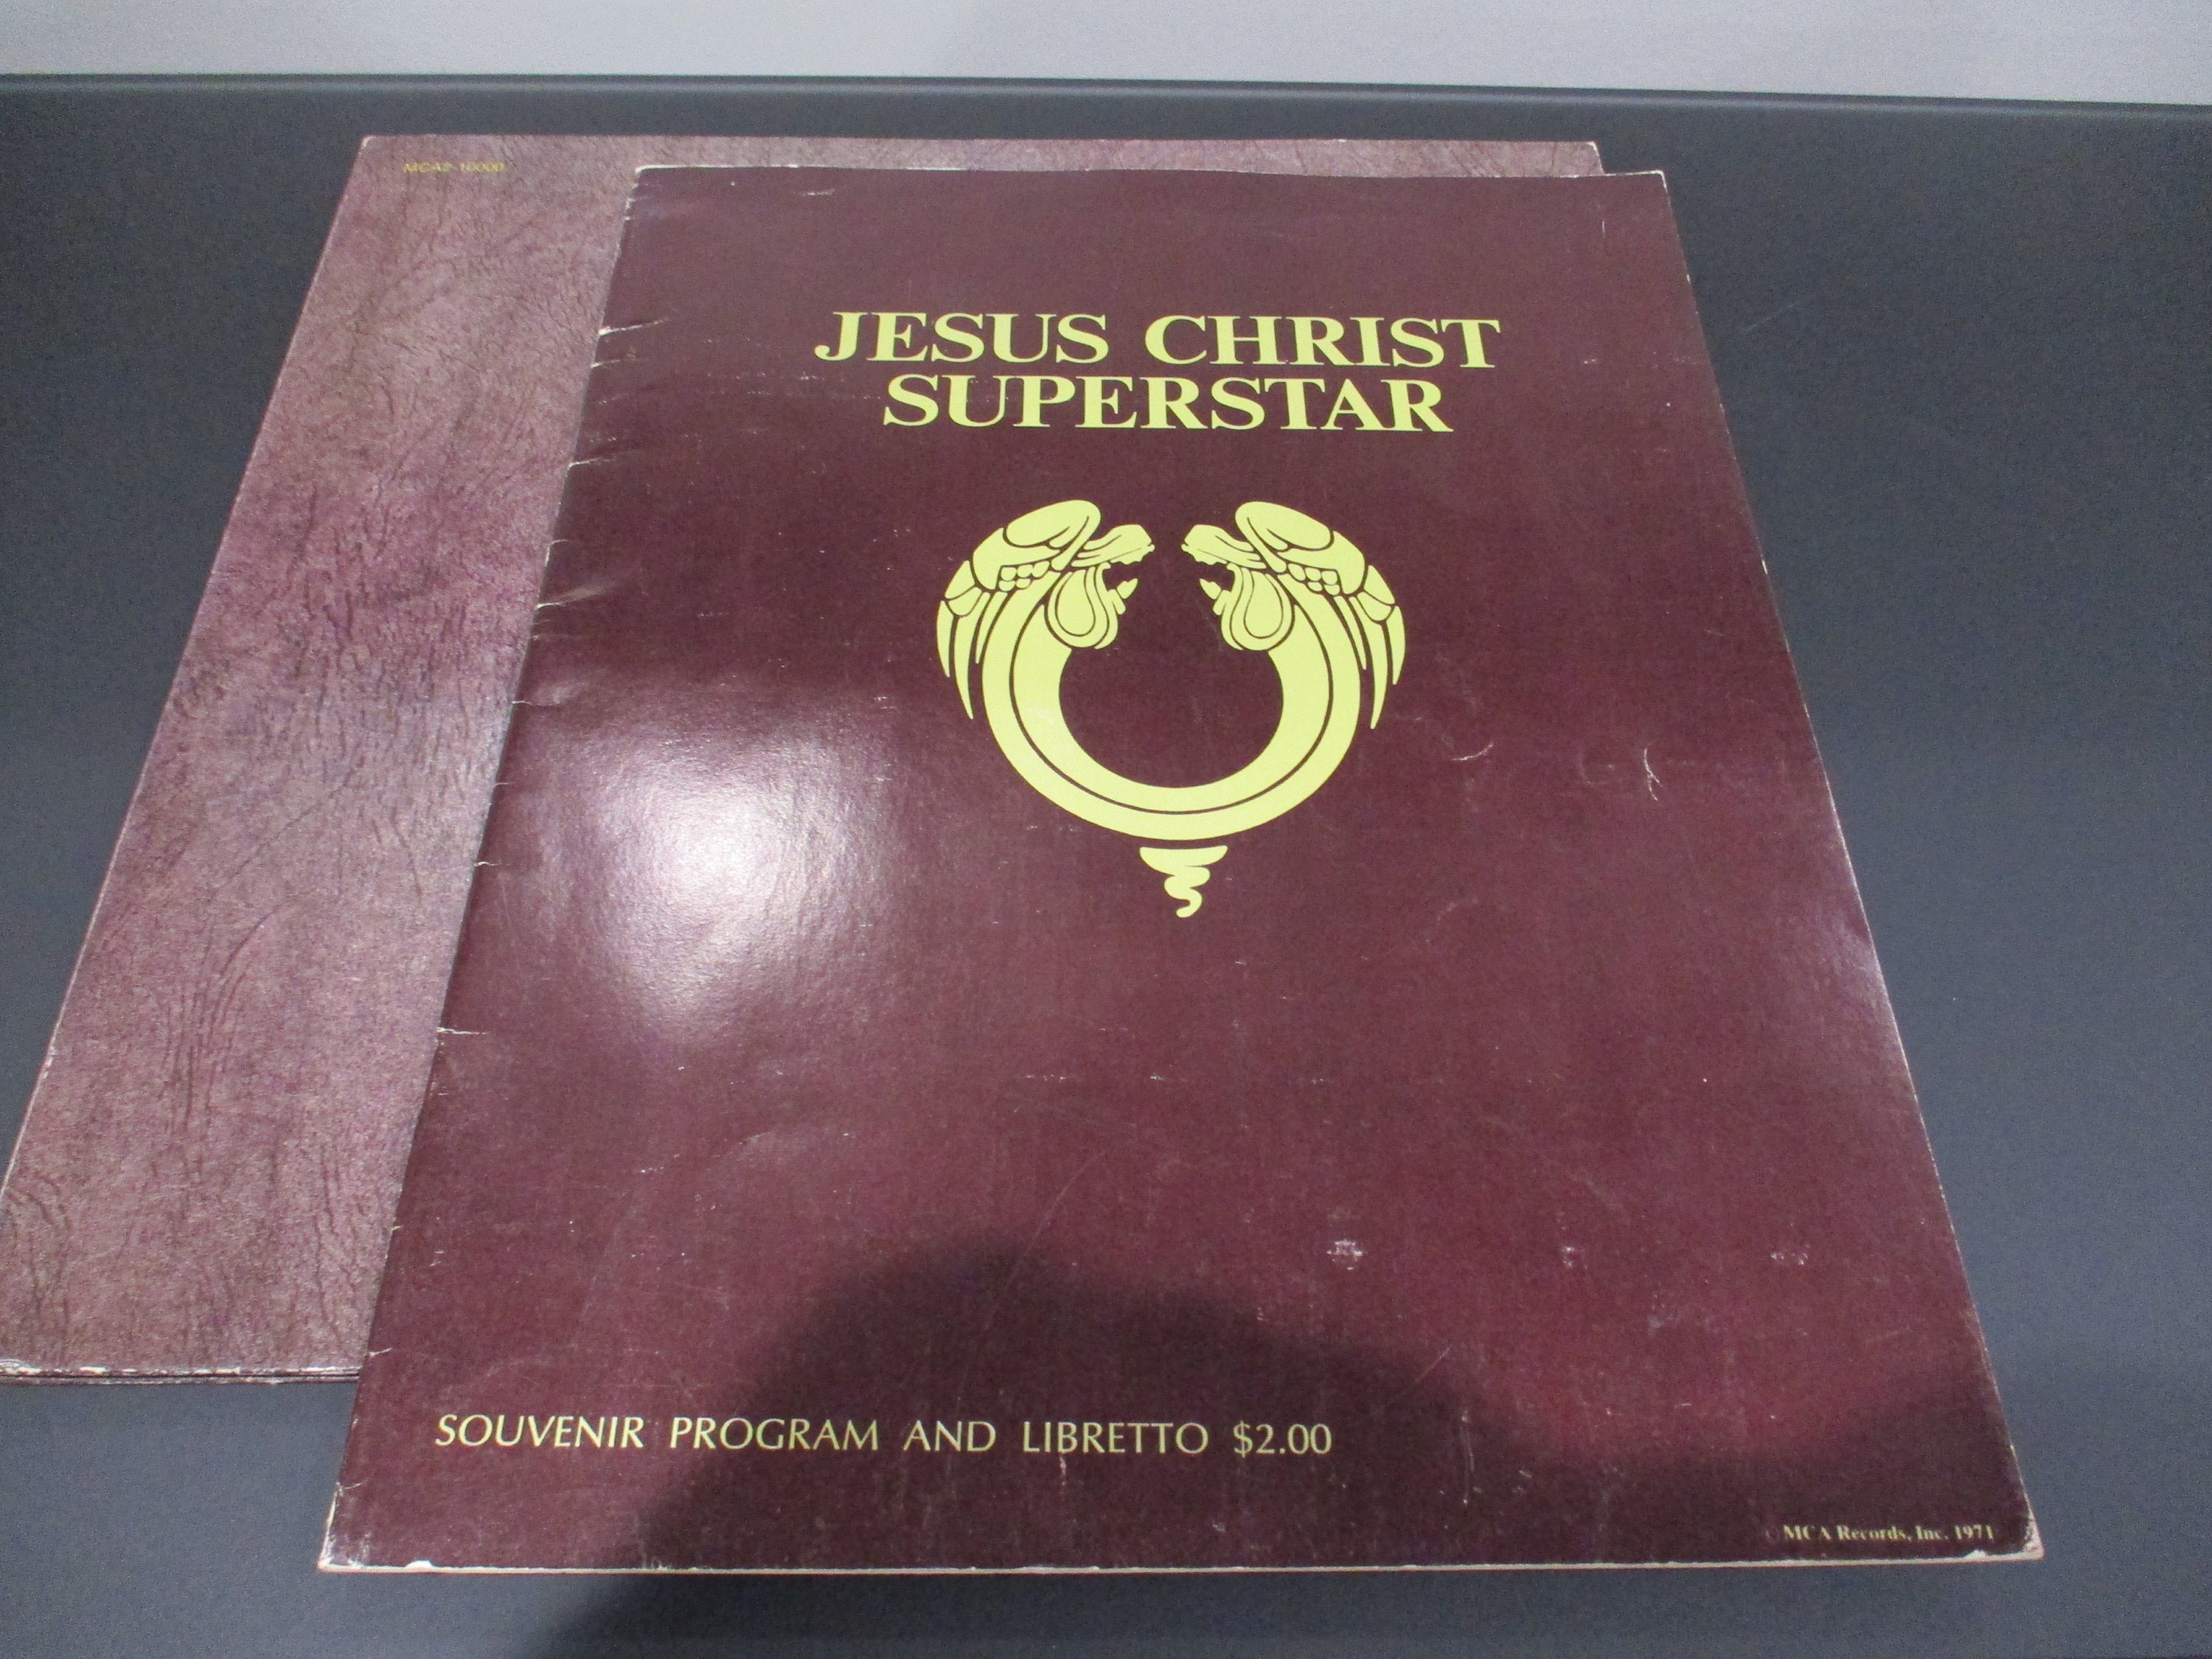 MCA2-10000
JESUS CHRIST
SUPERSTAR
SOUVENIR PROGRAM AND LIBRETTO $2.00
© MCA Records, Inc. 1971